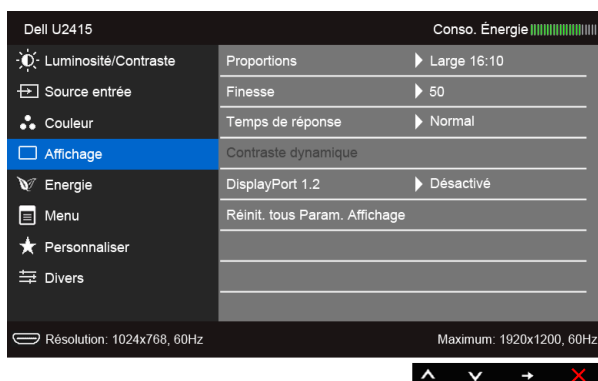 Dell U2415 Conso. Énergie
Luminosité/Contraste
Source entrée
Couleur
Affichage
Energie
Menu
Personnaliser
Divers
Proportions Large 16:10
Finesse 50
Temps de réponse Normal
Contraste dynamique
DisplayPort 1.2 Désactivé
Réinit. tous Param. Affichage
Résolution: 1024x768, 60Hz Maximum: 1920x1200, 60Hz